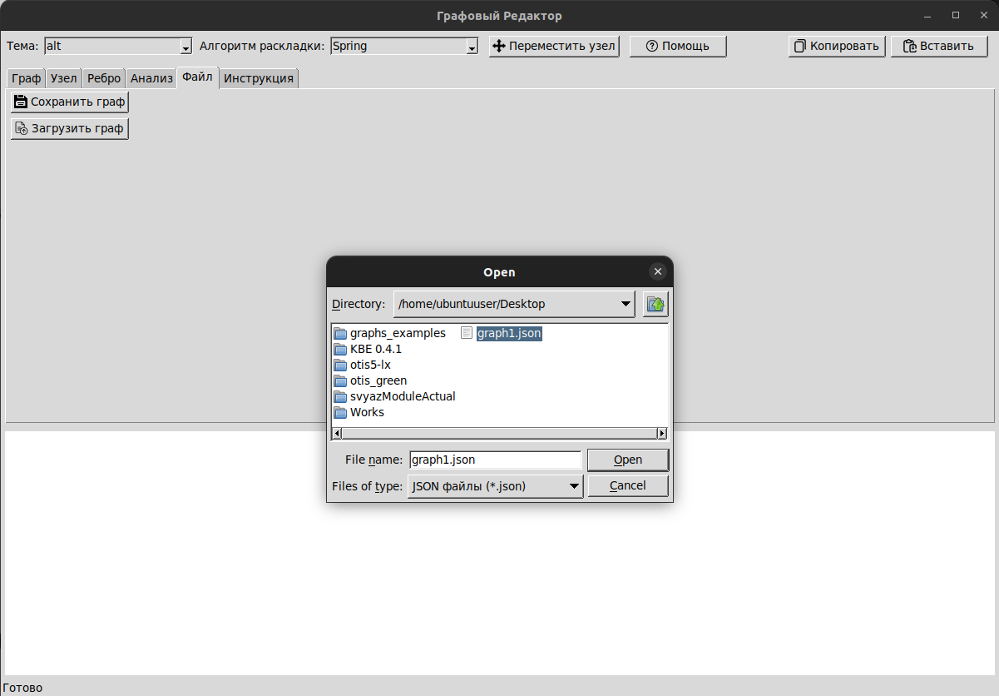 Графовый Редактор
Тема: alt Алгоритм раскладки: Spring Переместить узел Помощь Копировать Вставить
Граф Узел Ребро Анализ Файл Инструкция
Сохранить граф
Загрузить граф
Open
Directory: /home/ubuntuuser/Desktop
graphs_examples graph1.json
KBE 0.4.1
otis5-lx
otis_green
svyazModuleActual
Works
File name: graph1.json Open
Files of type: JSON файлы (*.json) Cancel
Готово